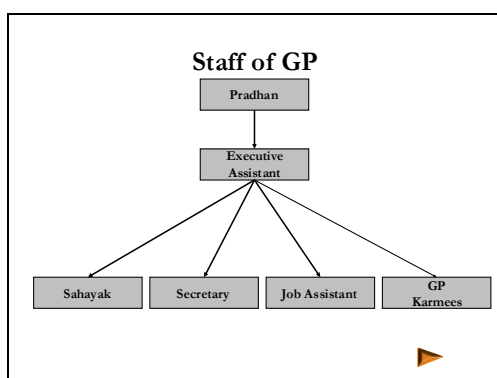 Staff of GP
Pradhan
Executive
Assistant
Sahayak
Secretary
Job Assistant
GP
Karmees